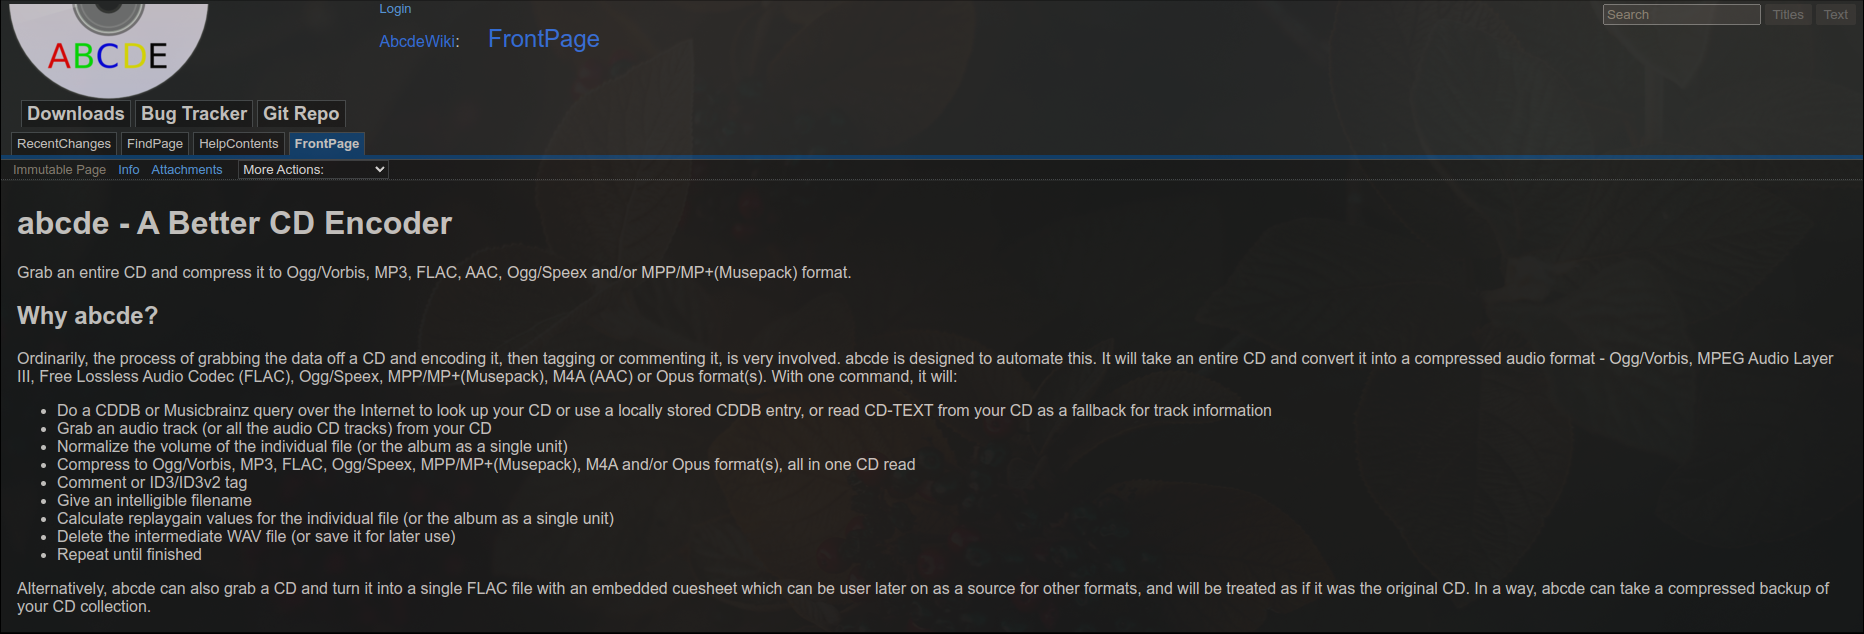 ABCDE
Login
AbcdeWiki: FrontPage
Search Titles Text
Downloads Bug Tracker Git Repo
RecentChanges FindPage HelpContents FrontPage
Immutable Page Info Attachments More Actions:
abcde - A Better CD Encoder
Grab an entire CD and compress it to Ogg/Vorbis, MP3, FLAC, AAC, Ogg/Speex and/or MPP/MP+(Musepack) format.
Why abcde?
Ordinarily, the process of grabbing the data off a CD and encoding it, then tagging or commenting it, is very involved. abcde is designed to automate this. It will take an entire CD and convert it into a compressed audio format - Ogg/Vorbis, MPEG Audio Layer
III, Free Lossless Audio Codec (FLAC), Ogg/Speex, MPP/MP+(Musepack), M4A (AAC) or Opus format(s). With one command, it will:
• Do a CDDB or Musicbrainz query over the Internet to look up your CD or use a locally stored CDDB entry, or read CD-TEXT from your CD as a fallback for track information
• Grab an audio track (or all the audio CD tracks) from your CD
• Normalize the volume of the individual file (or the album as a single unit)
• Compress to Ogg/Vorbis, MP3, FLAC, Ogg/Speex, MPP/MP+(Musepack), M4A and/or Opus format(s), all in one CD read
• Comment or ID3/ID3v2 tag
• Give an intelligible filename
• Calculate replaygain values for the individual file (or the album as a single unit)
• Delete the intermediate WAV file (or save it for later use)
• Repeat until finished
Alternatively, abcde can also grab a CD and turn it into a single FLAC file with an embedded cuesheet which can be user later on as a source for other formats, and will be treated as if it was the original CD. In a way, abcde can take a compressed backup of
your CD collection.